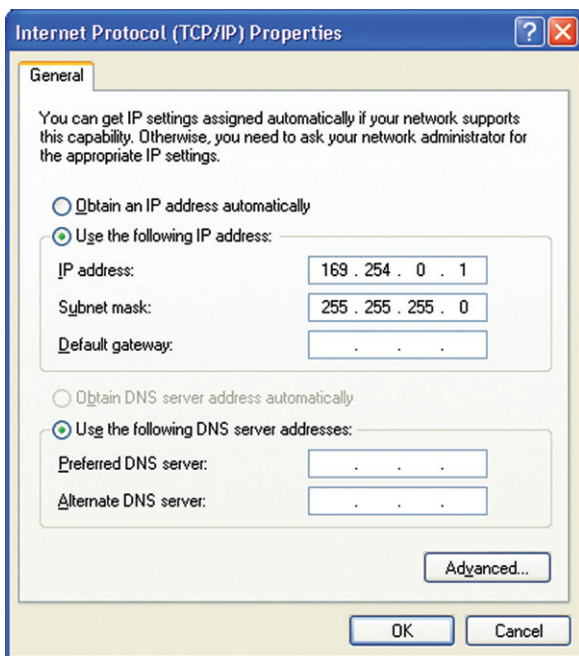 Internet Protocol (TCP/IP) Properties
General
You can get IP settings assigned automatically if your network supports
this capability. Otherwise, you need to ask your network administrator for
the appropriate IP settings.
Obtain an IP address automatically
Use the following IP address:
IP address: 169 . 254 . 0 . 1
Subnet mask: 255 . 255 . 255 . 0
Default gateway: . . .
Obtain DNS server address automatically
Use the following DNS server addresses:
Preferred DNS server: . . .
Alternate DNS server: . . .
Advanced...
OK Cancel